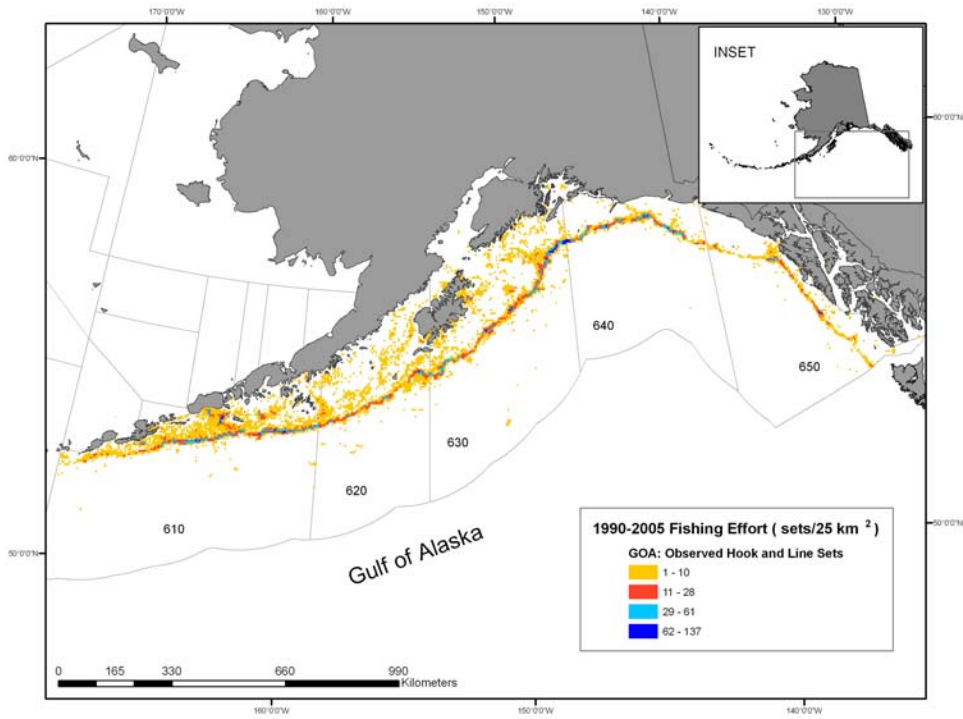 170°0'0"W
160°0'0"W
150°0'0"W
140°0'0"W
130°0'0"W
INSET
60°0'0"N
60°0'0"N
640
650
630
620
610
50°0'0"N
50°0'0"N
Gulf of Alaska
1990-2005 Fishing Effort ( sets/25 km ²)
GOA: Observed Hook and Line Sets
1 - 10
11 - 28
29 - 61
62 - 137
0 165 330 660 990
Kilometers
160°0'0"W
150°0'0"W
140°0'0"W